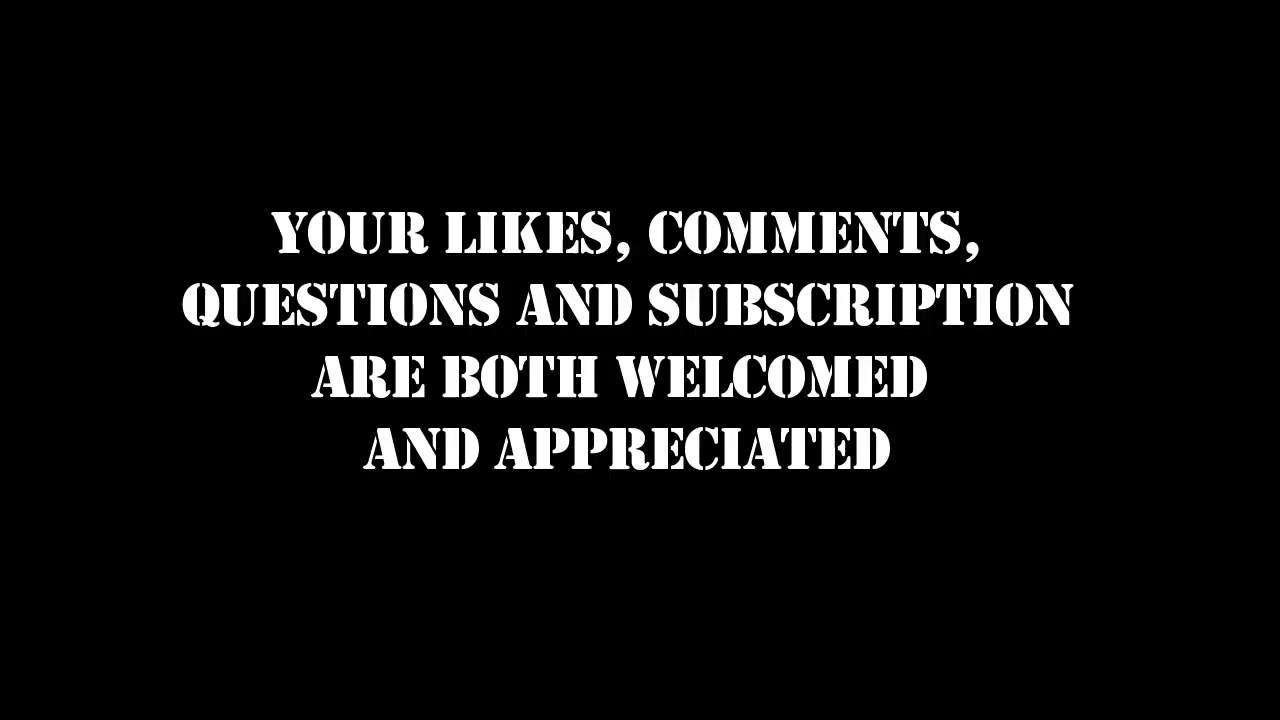 YOUR LIKES, COMMENTS,
QUESTIONS AND SUBSCRIPTION
ARE BOTH WELCOMED
AND APPRECIATED